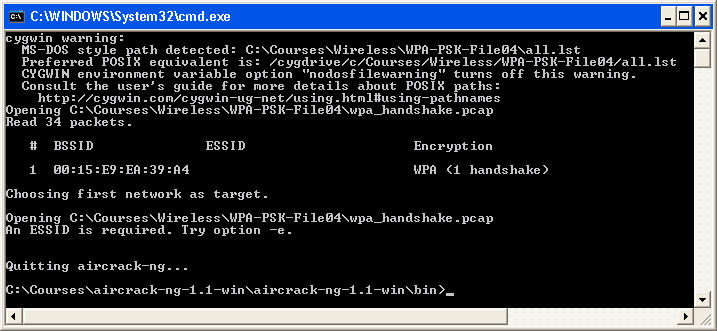 C:\WINDOWS\System32\cmd.exe
cygwin warning:
  MS-DOS style path detected: C:\Courses\Wireless\WPA-PSK-File04\all.lst
  Preferred POSIX equivalent is: /cygdrive/c/Courses/Wireless/WPA-PSK-File04/all.lst
  CYGWIN environment variable option "nodosfilewarning" turns off this warning.
  Consult the user's guide for more details about POSIX paths:
    http://cygwin.com/cygwin-ug-net/using.html#using-pathnames
Opening C:\Courses\Wireless\WPA-PSK-File04\wpa_handshake.pcap
Read 34 packets.
   #  BSSID              ESSID                     Encryption
   1  00:15:E9:EA:39:A4                            WPA (1 handshake)
Choosing first network as target.
Opening C:\Courses\Wireless\WPA-PSK-File04\wpa_handshake.pcap
An ESSID is required. Try option -e.
Quitting aircrack-ng...
C:\Courses\aircrack-ng-1.1-win\aircrack-ng-1.1-win\bin>_